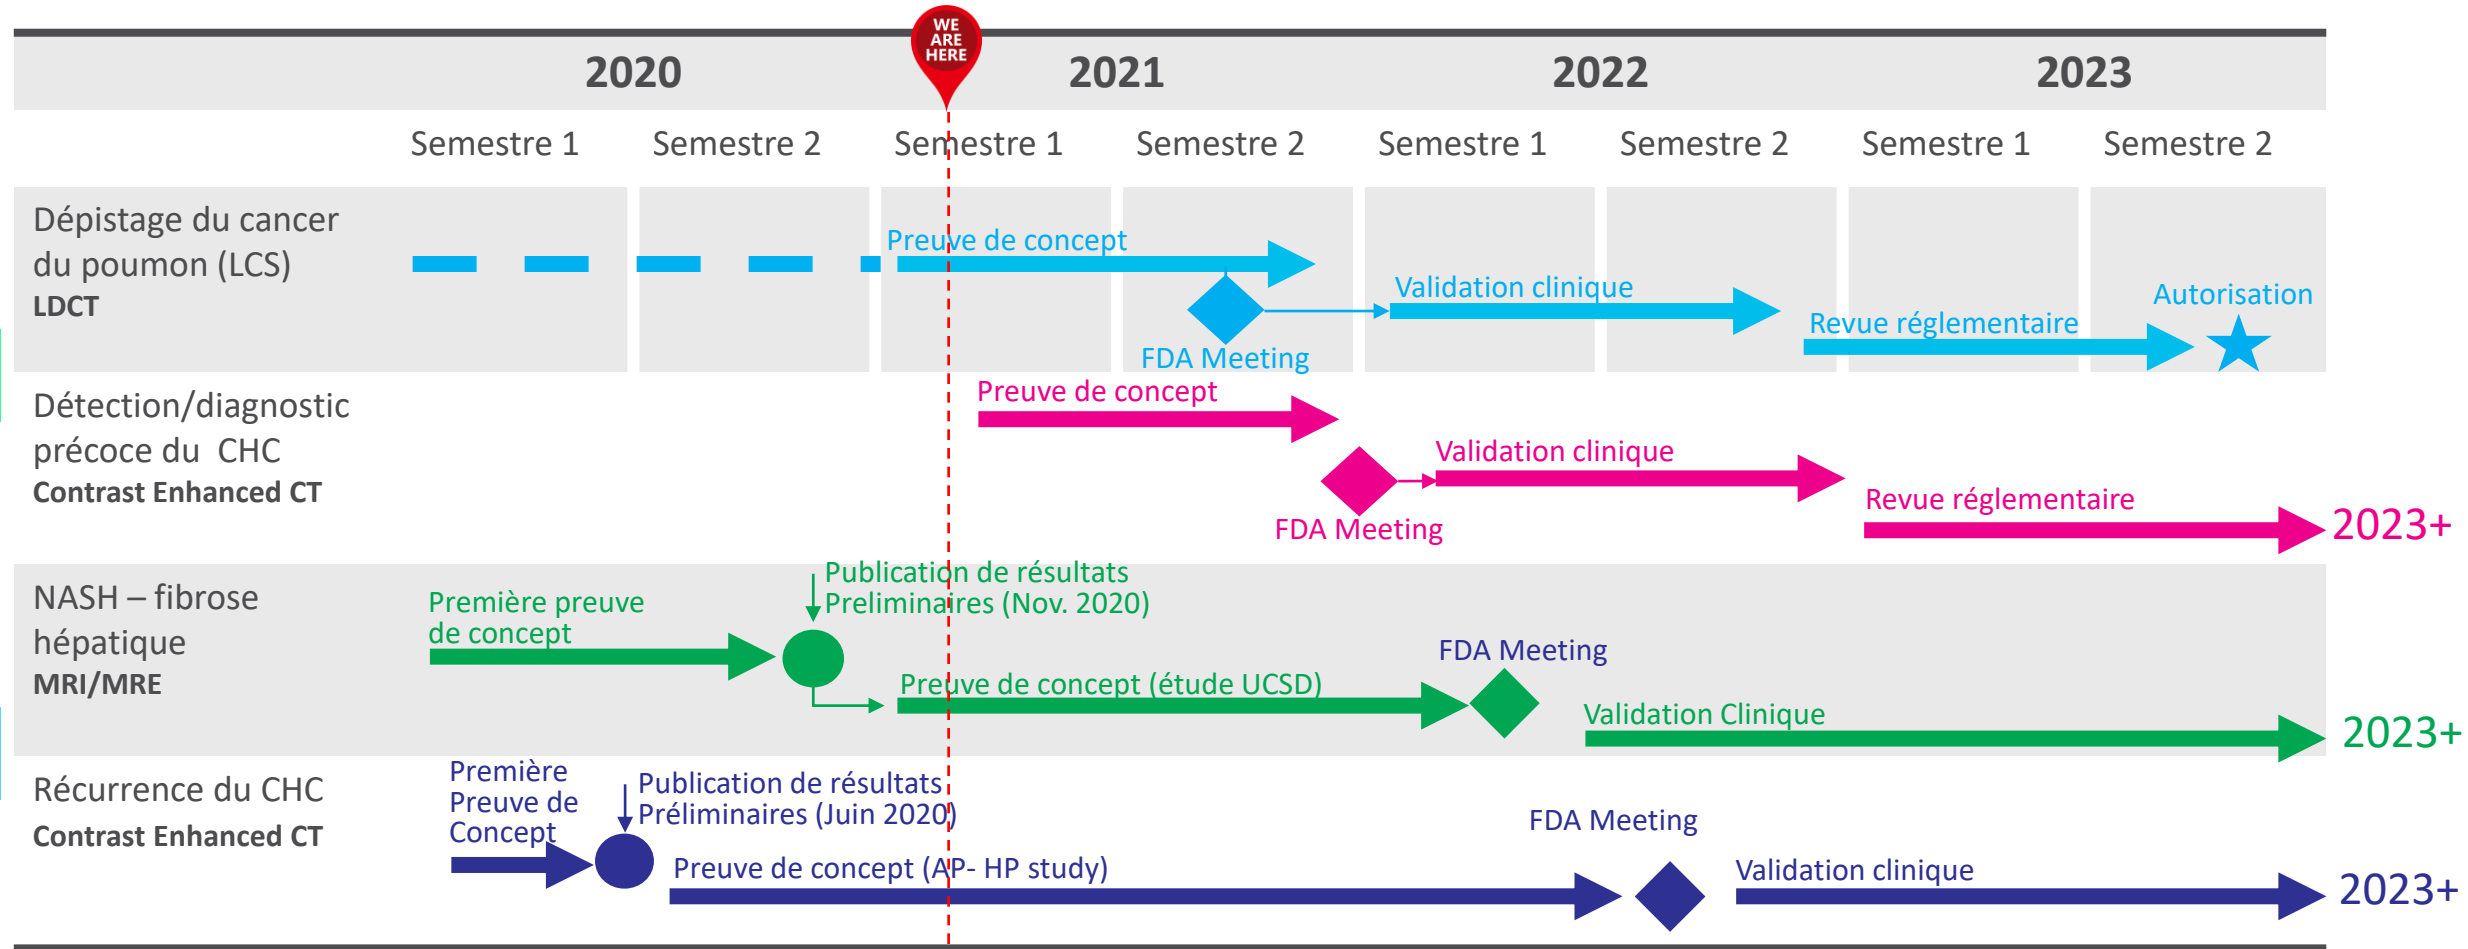 WE
ARE
HERE
2020
2021
2022
2023
Semestre 1
Semestre 2
Semestre 1
Semestre 2
Semestre 1
Semestre 2
Semestre 1
Semestre 2
Dépistage du cancer
du poumon (LCS)
LDCT
Preuve de concept
FDA Meeting
Validation clinique
Revue réglementaire
Autorisation
Détection/diagnostic
précoce du CHC
Contrast Enhanced CT
Preuve de concept
FDA Meeting
Validation clinique
Revue réglementaire
2023+
NASH – fibrose
hépatique
MRI/MRE
Première preuve
de concept
Publication de résultats
Preliminaires (Nov. 2020)
Preuve de concept (étude UCSD)
FDA Meeting
Validation Clinique
2023+
Récurrence du CHC
Contrast Enhanced CT
Première
Preuve de
Concept
Publication de résultats
Préliminaires (Juin 2020)
Preuve de concept (AP- HP study)
FDA Meeting
Validation clinique
2023+